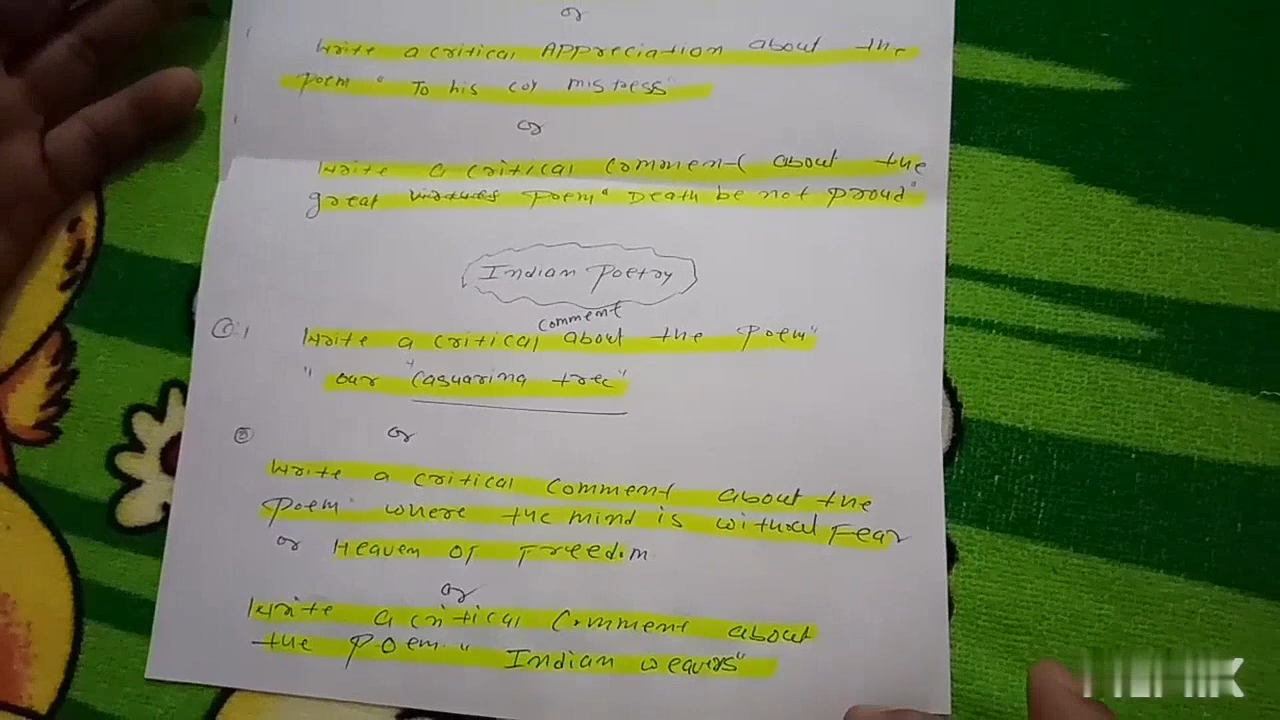 or
Write a critical Appreciation about the
Poem " To his coy mistress"
or
Write a critical comment about the
great Poem " Death be not proud"
Indian Poetry
comment
① Write a critical about the Poem"
" our "Casuaring tree"
② or
Write a critical comment about the
Poem " where the mind is without Fear
or Heaven OF Freedom
or
Write a critical Comment about
the Poem " Indian weavers"